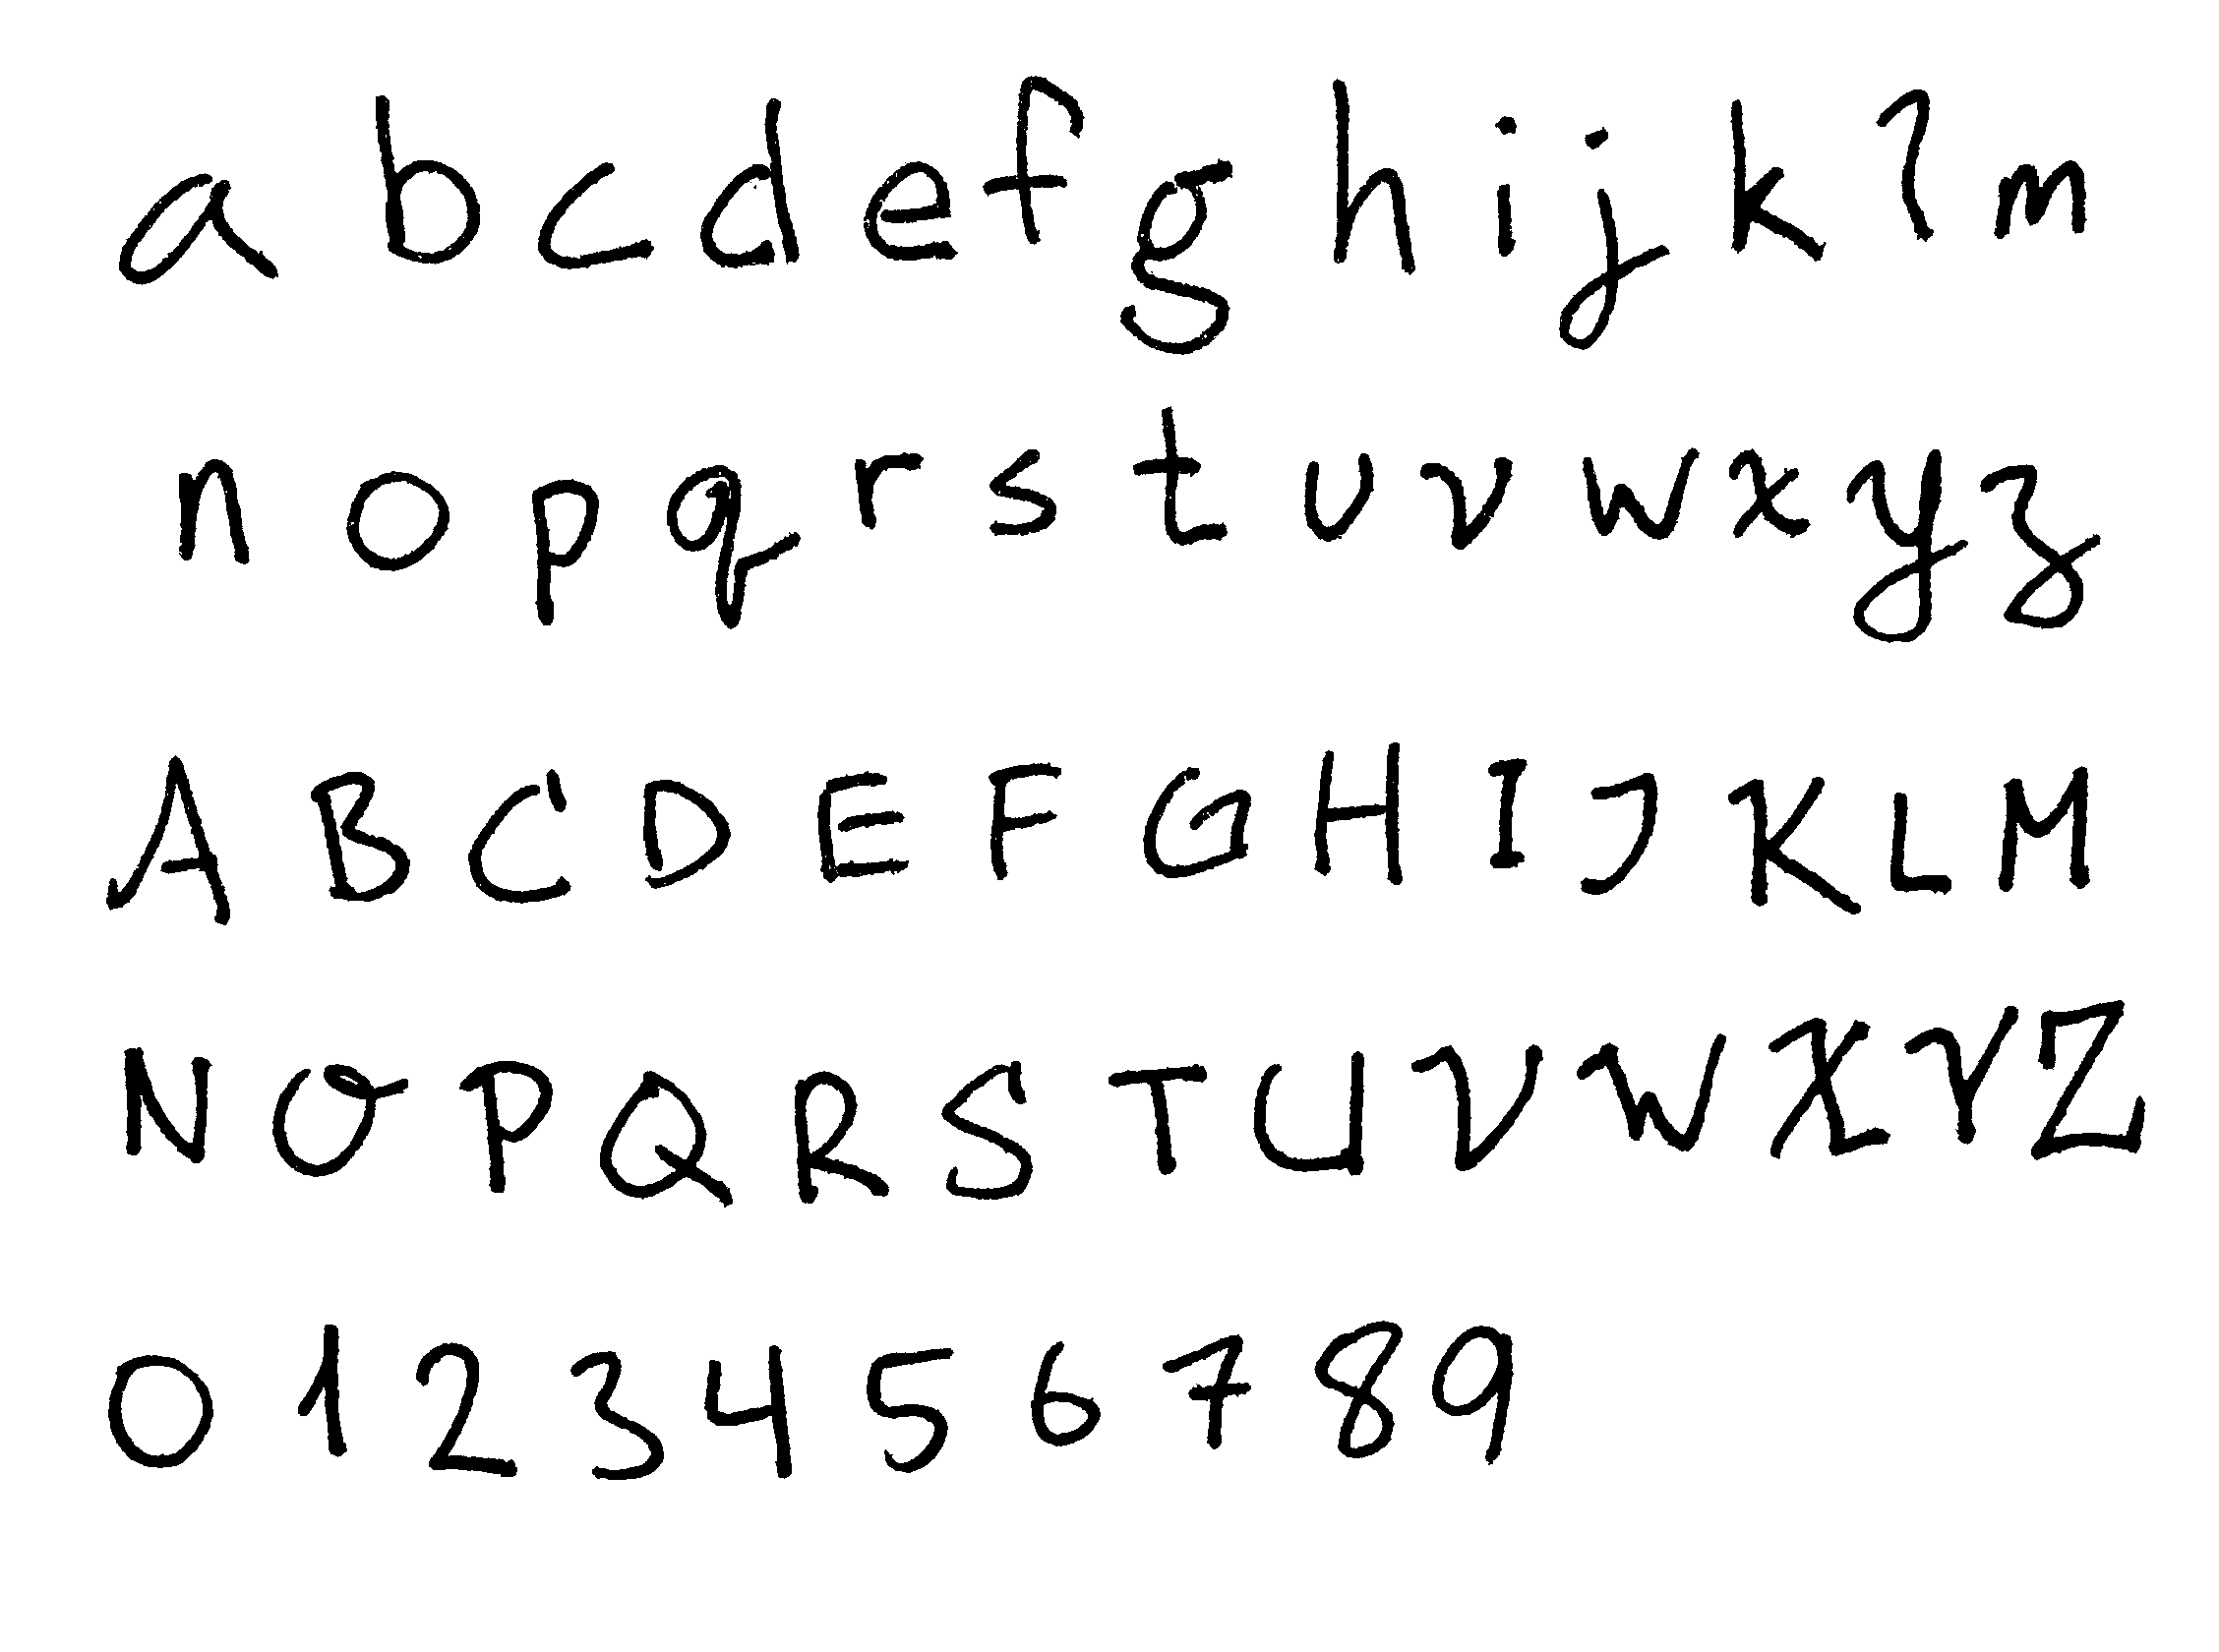 a b c d e f g h i j k l m
n o p q r s t u v w x y z
A B C D E F G H I J K L M
N O P Q R S T U V W X Y Z
0 1 2 3 4 5 6 7 8 9